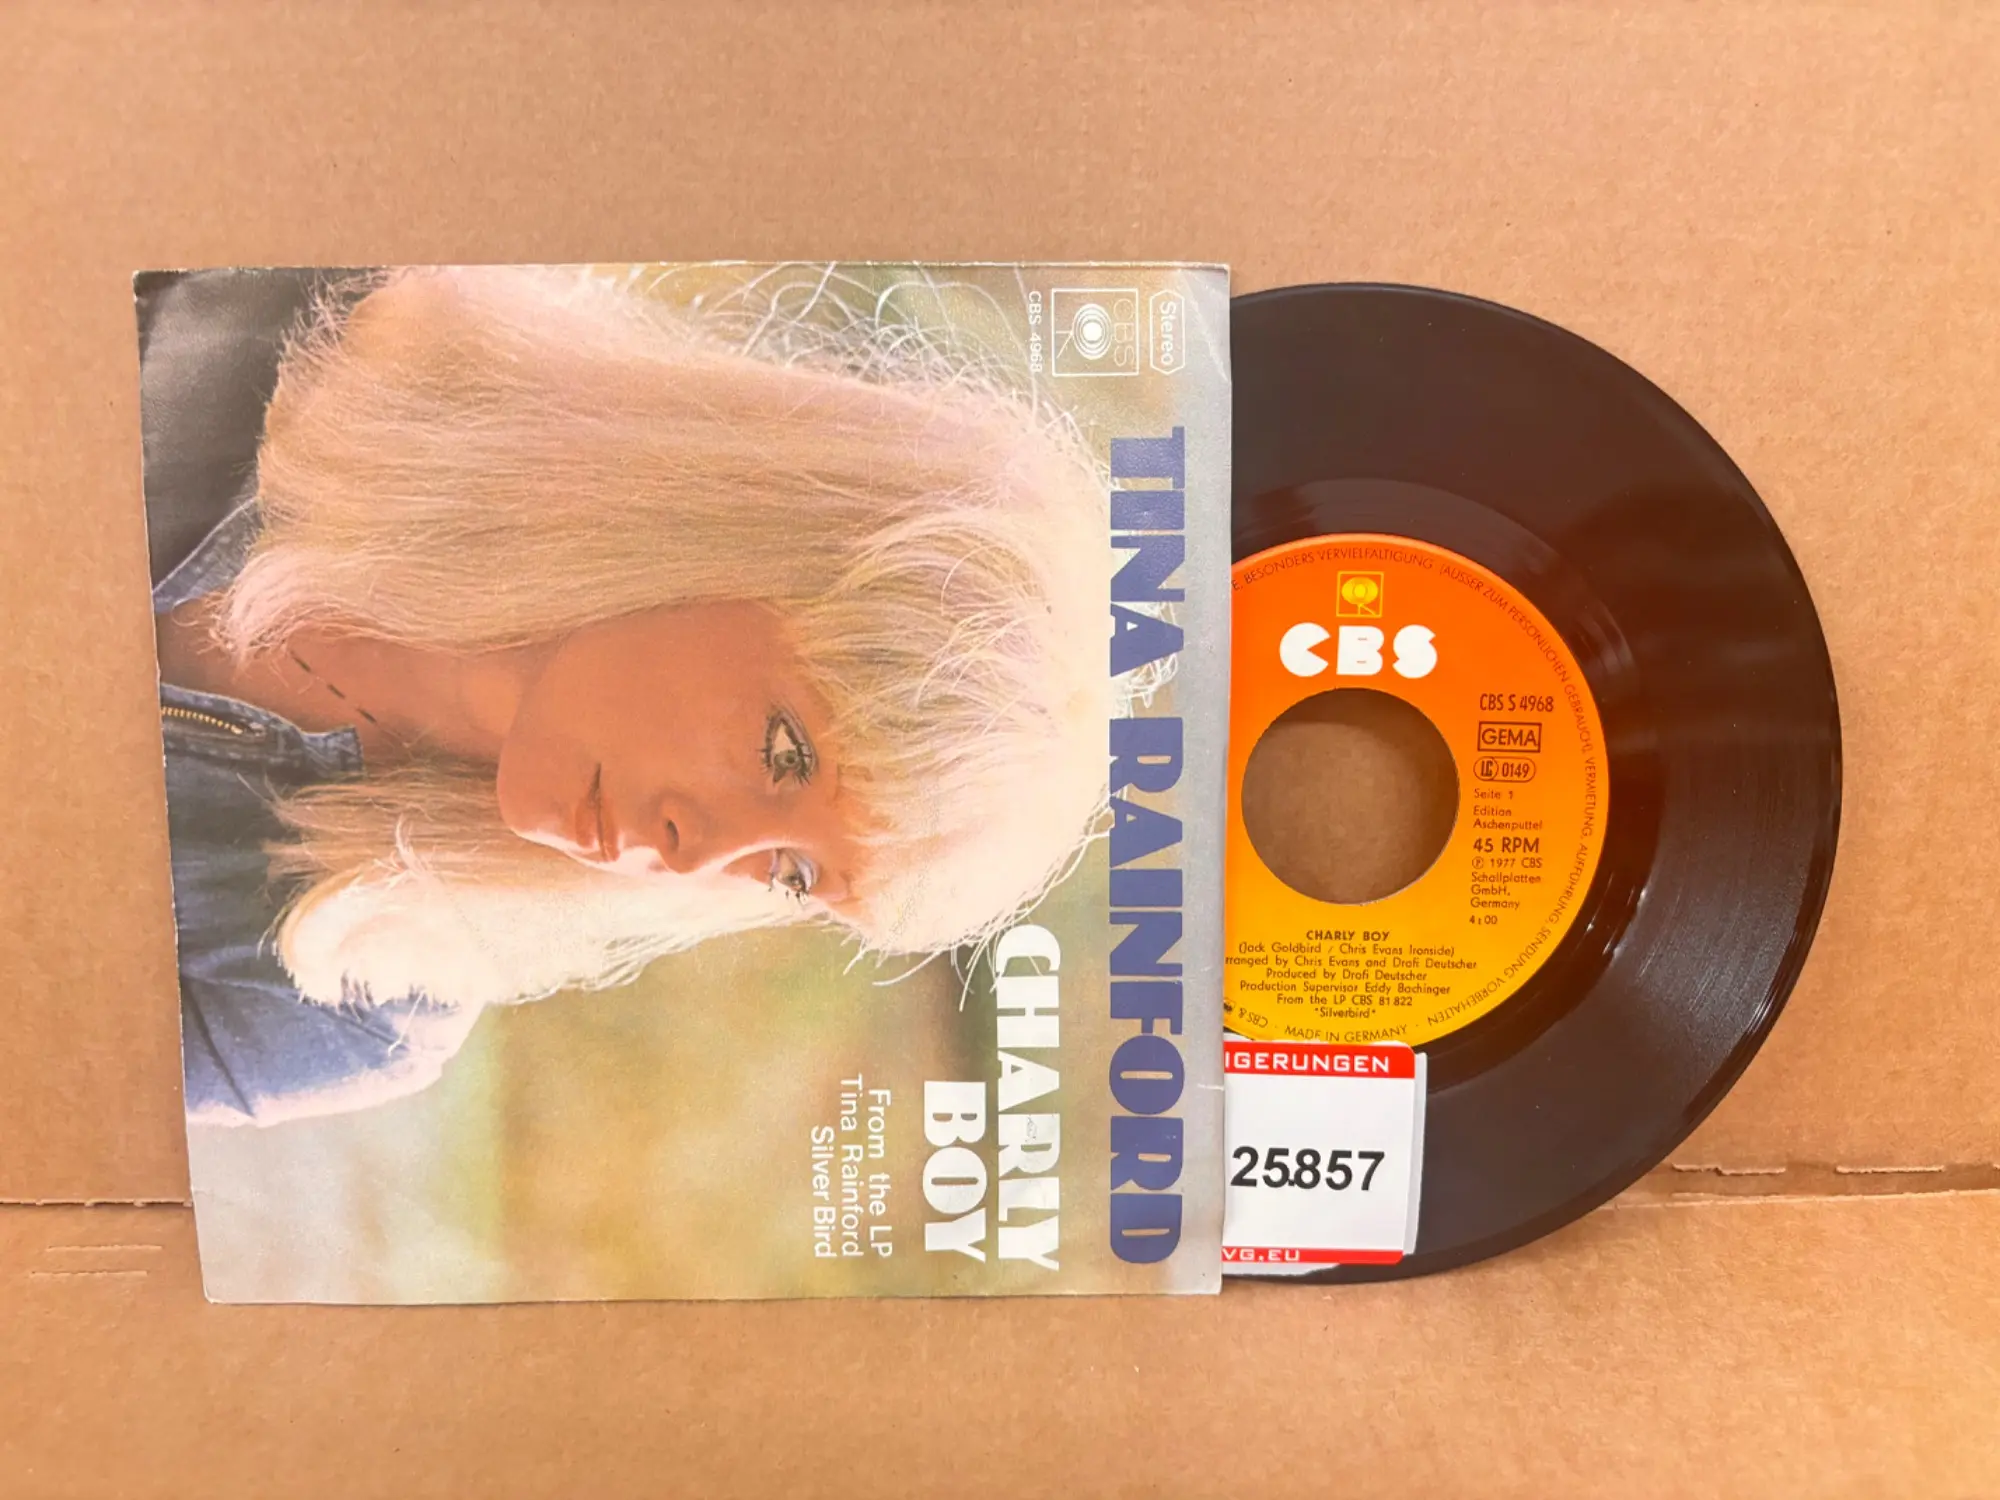 Stereo
CBS
CBS 4968
TINA RAINFORD
CHARLY
BOY
From the LP
Tina Rainford
Silver Bird
BESONDERS VERVIELFÄLTIGUNG (AUSSER ZUM PERSÖNLICHEN GEBRAUCH), VERMIETUNG, AUFFÜHRUNG, SENDUNG VORBEHALTEN · MADE IN GERMANY · CBS &
CBS
CBS S 4968
GEMA
LC 0149
Seite 1
Edition
Aschenputtel
45 RPM
℗ 1977 CBS
Schallplatten
GmbH,
Germany
4:00
CHARLY BOY
(Jack Goldbird / Chris Evans Ironside)
rranged by Chris Evans and Drafi Deutscher
Produced by Drafi Deutscher
Production Supervisor Eddy Bachinger
From the LP CBS 81 822
"Silverbird"
IGERUNGEN
25.857
VG.EU